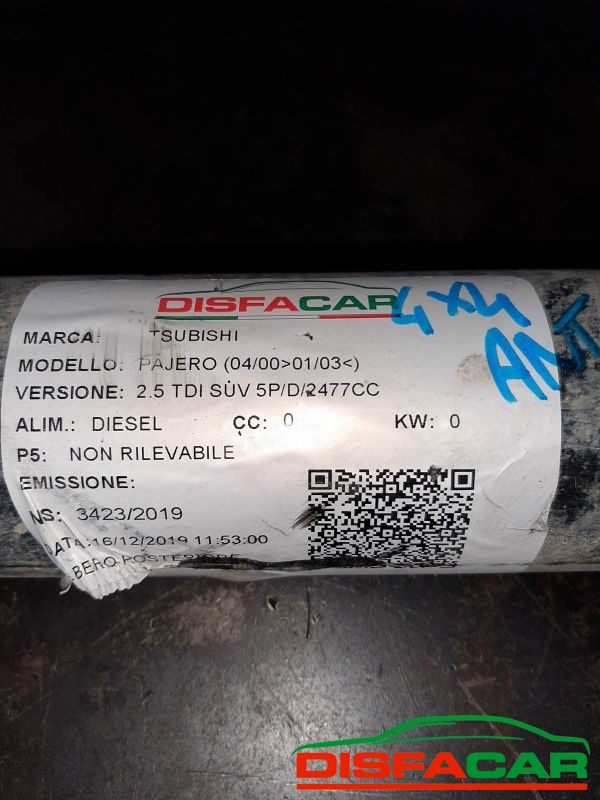 DISFACAR
4x4
ANT
MARCA: TSUBISHI
MODELLO: PAJERO (04/00>01/03<)
VERSIONE: 2.5 TDI SUV 5P/D/2477CC
ALIM.: DIESEL CC: 0 KW: 0
P5: NON RILEVABILE
EMISSIONE:
NS: 3423/2019
DATA:16/12/2019 11:53:00
BERO POSTERIORE
DISFACAR